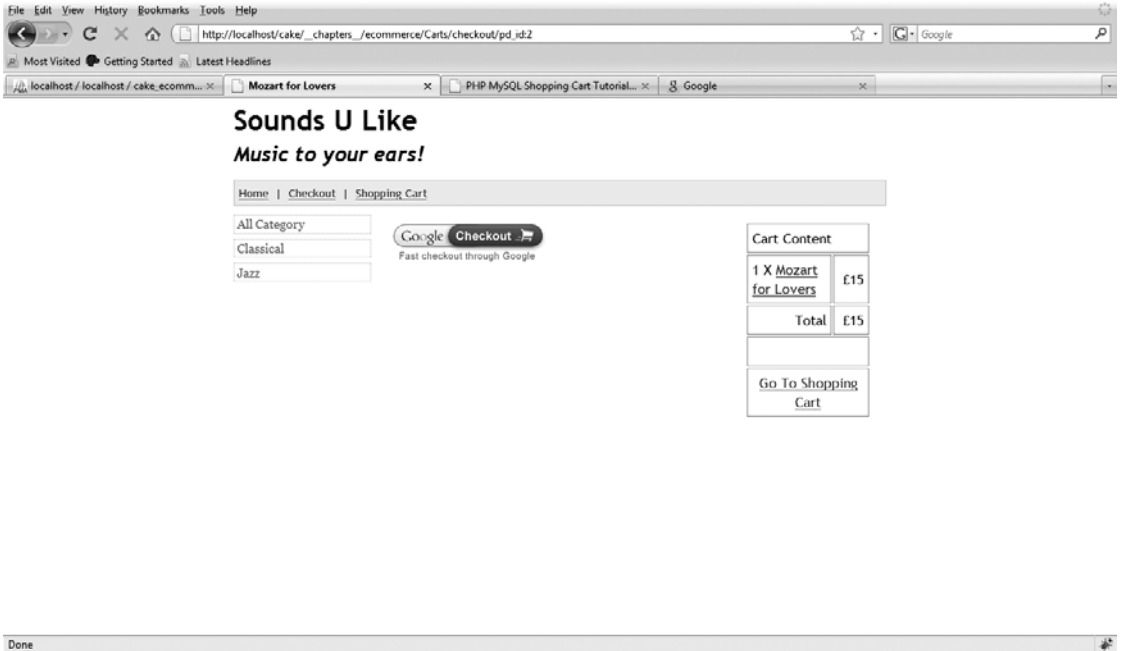 File Edit View History Bookmarks Tools Help
http://localhost/cake/__chapters__/ecommerce/Carts/checkout/pd_id:2
G Google
Most Visited Getting Started Latest Headlines
localhost / localhost / cake_ecomm...
Mozart for Lovers
PHP MySQL Shopping Cart Tutorial...
Google
Sounds U Like
Music to your ears!
Home | Checkout | Shopping Cart
All Category
Classical
Jazz
Google Checkout
Fast checkout through Google
Cart Content
1 X Mozart
for Lovers
£15
Total £15
Go To Shopping
Cart
Done